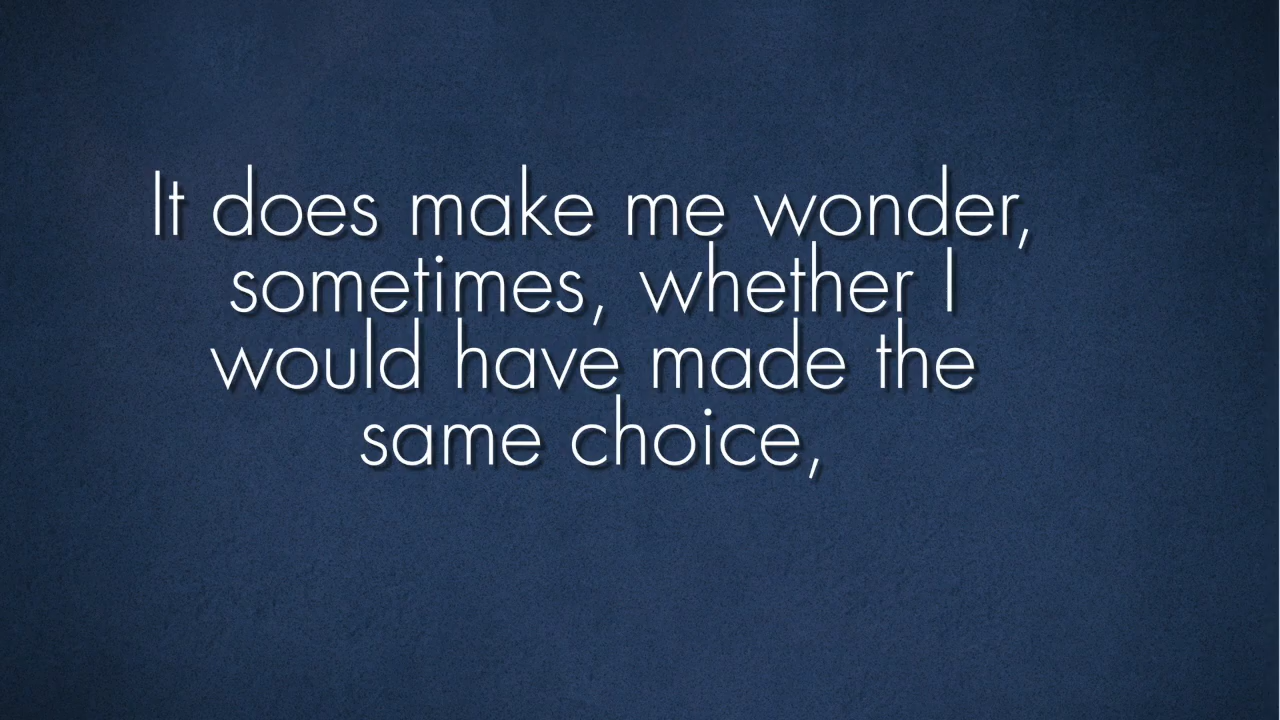 It does make me wonder,
sometimes, whether I
would have made the
same choice,